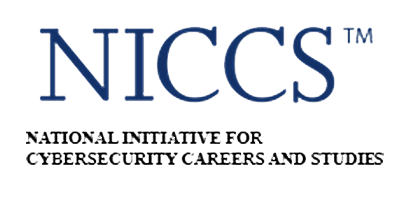 NICCS™
NATIONAL INITIATIVE FOR
CYBERSECURITY CAREERS AND STUDIES